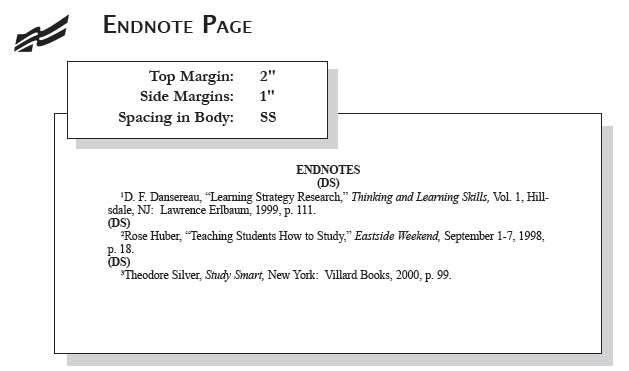 ENDNOTE PAGE
Top Margin: 2"
Side Margins: 1"
Spacing in Body: SS
ENDNOTES
(DS)
¹D. F. Dansereau, “Learning Strategy Research,” Thinking and Learning Skills, Vol. 1, Hill-
sdale, NJ: Lawrence Erlbaum, 1999, p. 111.
(DS)
²Rose Huber, “Teaching Students How to Study,” Eastside Weekend, September 1-7, 1998,
p. 18.
(DS)
³Theodore Silver, Study Smart, New York: Villard Books, 2000, p. 99.